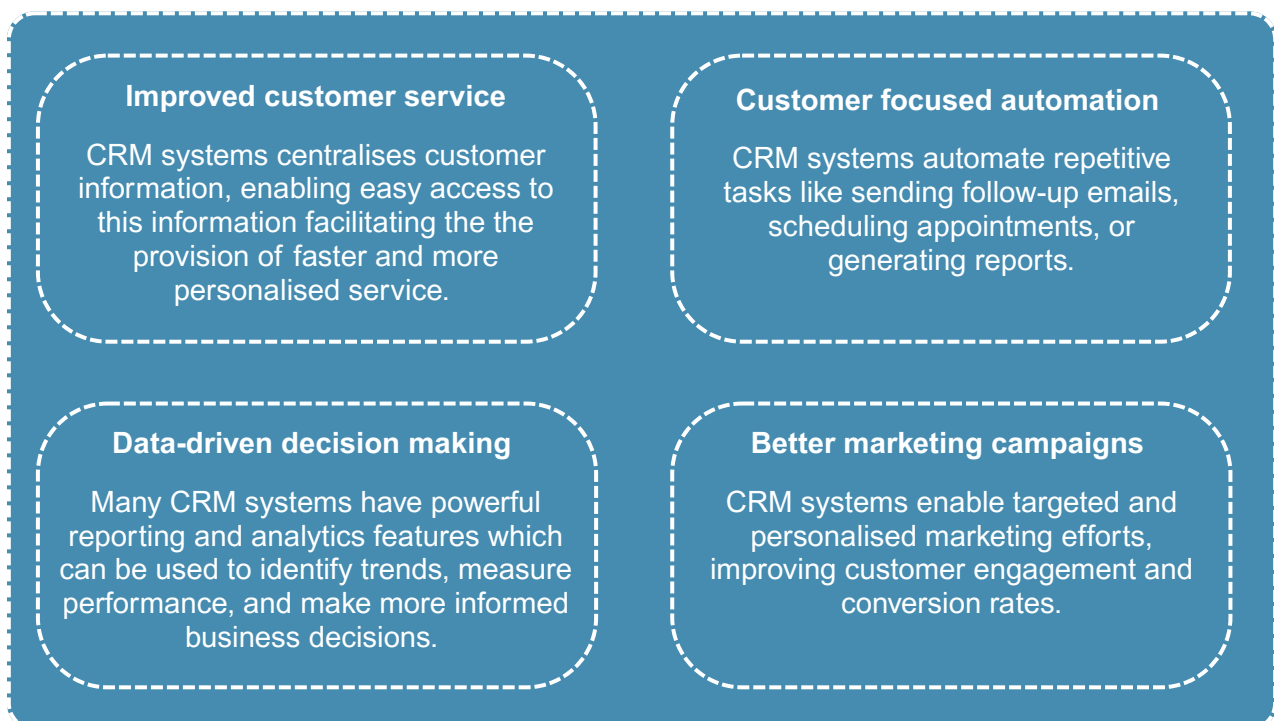 Improved customer service
CRM systems centralises customer
information, enabling easy access to
this information facilitating the the
provision of faster and more
personalised service.
Customer focused automation
CRM systems automate repetitive
tasks like sending follow-up emails,
scheduling appointments, or
generating reports.
Data-driven decision making
Many CRM systems have powerful
reporting and analytics features which
can be used to identify trends, measure
performance, and make more informed
business decisions.
Better marketing campaigns
CRM systems enable targeted and
personalised marketing efforts,
improving customer engagement and
conversion rates.